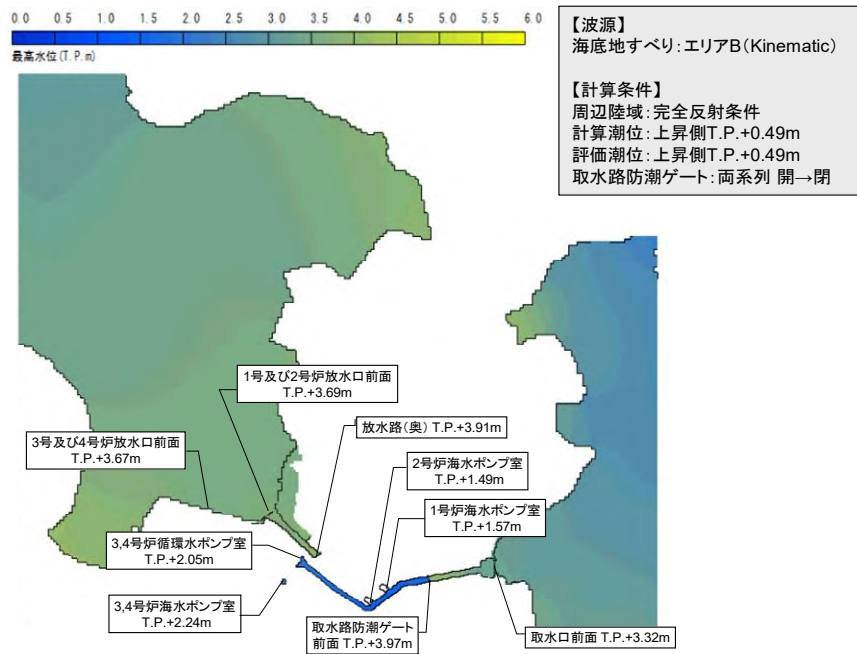 0.0 0.5 1.0 1.5 2.0 2.5 3.0 3.5 4.0 4.5 5.0 5.5 6.0
最高水位(T.P.m)
【波源】
海底地すべり:エリアB(Kinematic)
【計算条件】
周辺陸域:完全反射条件
計算潮位:上昇側T.P.+0.49m
評価潮位:上昇側T.P.+0.49m
取水路防潮ゲート:両系列 開→閉
1号及び2号炉放水口前面
T.P.+3.69m
放水路(奥) T.P.+3.91m
3号及び4号炉放水口前面
T.P.+3.67m
2号炉海水ポンプ室
T.P.+1.49m
1号炉海水ポンプ室
T.P.+1.57m
3,4号炉循環水ポンプ室
T.P.+2.05m
3,4号炉海水ポンプ室
T.P.+2.24m
取水路防潮ゲート
前面 T.P.+3.97m
取水口前面 T.P.+3.32m